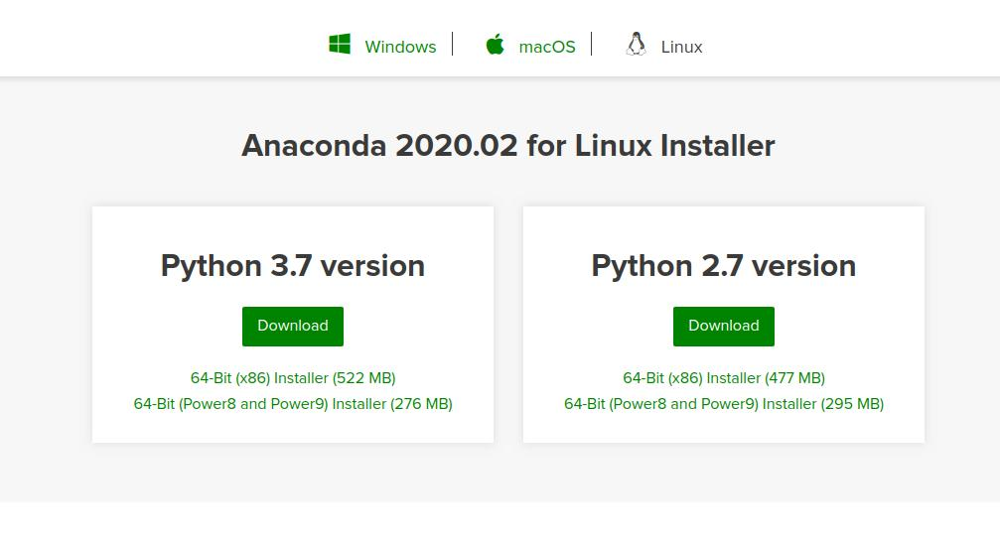 Windows macOS Linux
Anaconda 2020.02 for Linux Installer
Python 3.7 version
Download
64-Bit (x86) Installer (522 MB)
64-Bit (Power8 and Power9) Installer (276 MB)
Python 2.7 version
Download
64-Bit (x86) Installer (477 MB)
64-Bit (Power8 and Power9) Installer (295 MB)